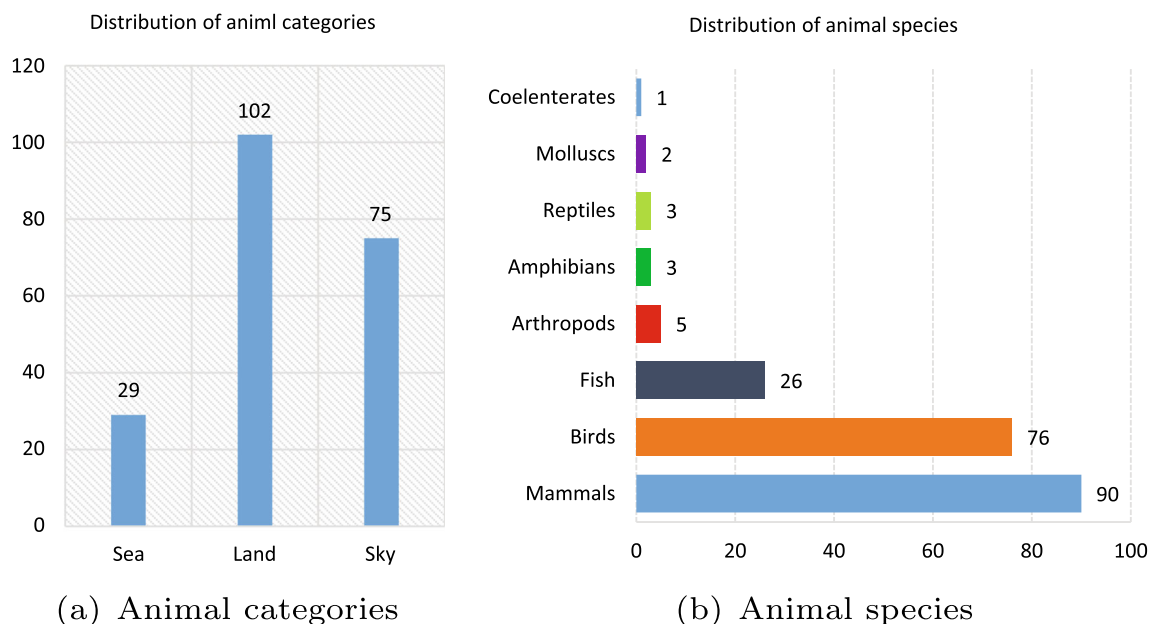 Distribution of animl categories
120
100
80
60
40
20
0
29
102
75
Sea Land Sky
(a) Animal categories
Distribution of animal species
Coelenterates 1
Molluscs 2
Reptiles 3
Amphibians 3
Arthropods 5
Fish 26
Birds 76
Mammals 90
0 20 40 60 80 100
(b) Animal species